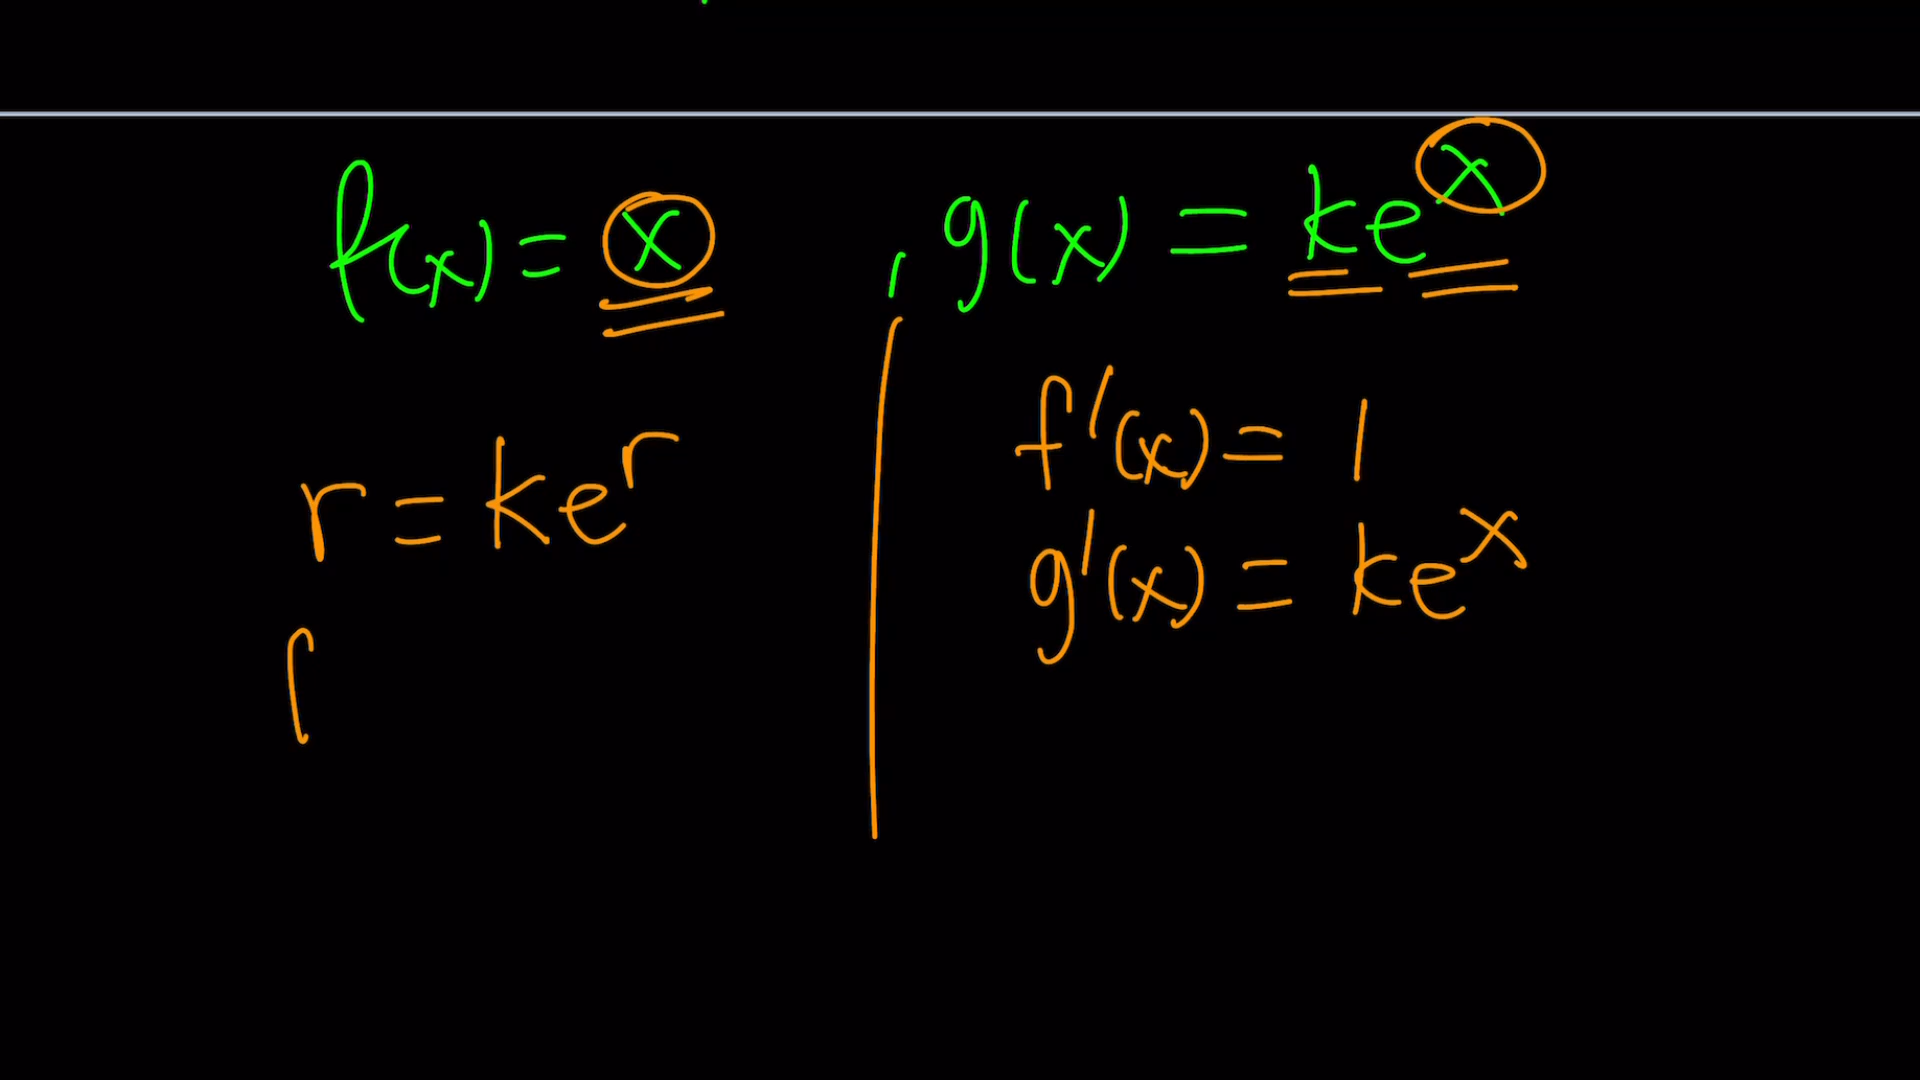 f(x) = x , g(x) = ke^x
r = ke^r
f'(x) = 1
g'(x) = ke^x